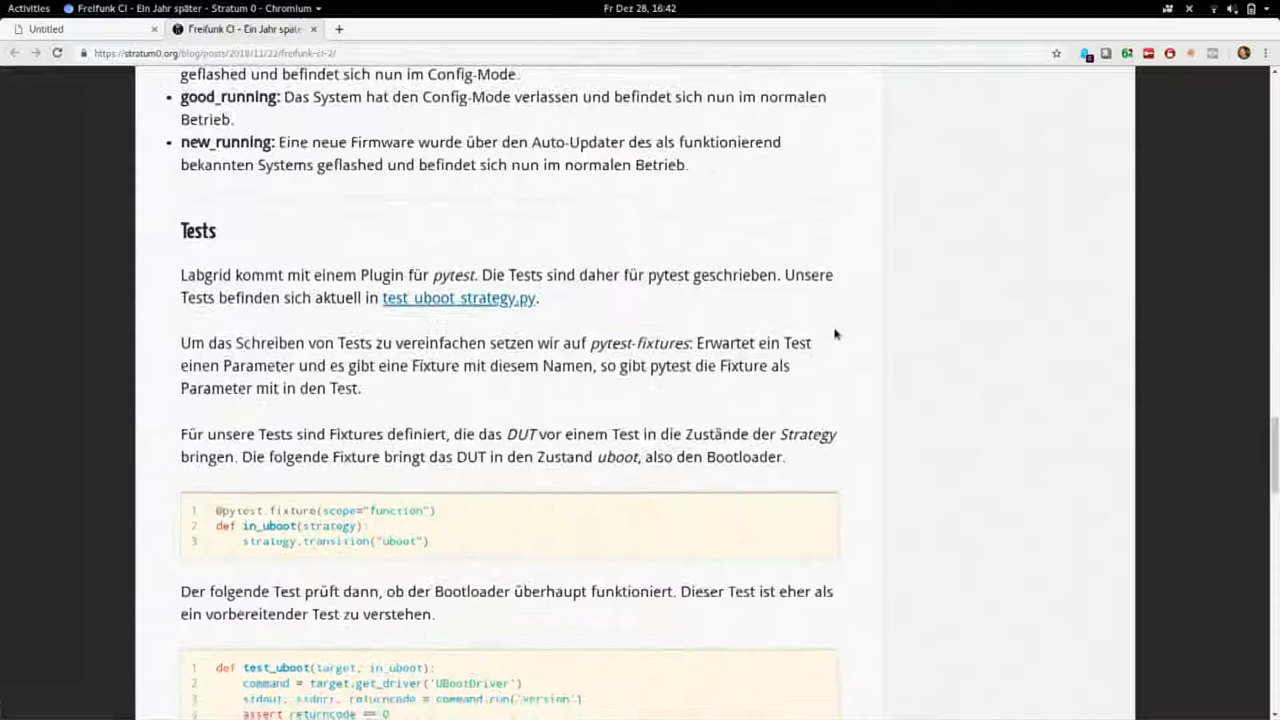 Activities
Freifunk CI - Ein Jahr später - Stratum 0 - Chromium
Fr Dez 28, 16:42
Untitled
Freifunk CI - Ein Jahr späte
https://stratum0.org/blog/posts/2018/11/22/freifunk-ci-2/
geflashed und befindet sich nun im Config-Mode.
• good_running: Das System hat den Config-Mode verlassen und befindet sich nun im normalen
Betrieb.
• new_running: Eine neue Firmware wurde über den Auto-Updater des als funktionierend
bekannten Systems geflashed und befindet sich nun im normalen Betrieb.
Tests
Labgrid kommt mit einem Plugin für pytest. Die Tests sind daher für pytest geschrieben. Unsere
Tests befinden sich aktuell in test_uboot_strategy.py.
Um das Schreiben von Tests zu vereinfachen setzen wir auf pytest-fixtures: Erwartet ein Test
einen Parameter und es gibt eine Fixture mit diesem Namen, so gibt pytest die Fixture als
Parameter mit in den Test.
Für unsere Tests sind Fixtures definiert, die das DUT vor einem Test in die Zustände der Strategy
bringen. Die folgende Fixture bringt das DUT in den Zustand uboot, also den Bootloader.
1 @pytest.fixture(scope="function")
2 def in_uboot(strategy):
3 strategy.transition("uboot")
Der folgende Test prüft dann, ob der Bootloader überhaupt funktioniert. Dieser Test ist eher als
ein vorbereitender Test zu verstehen.
1 def test_uboot(target, in_uboot):
2 command = target.get_driver('UBootDriver')
3 stdout, stderr, returncode = command.run('version')
4 assert returncode == 0